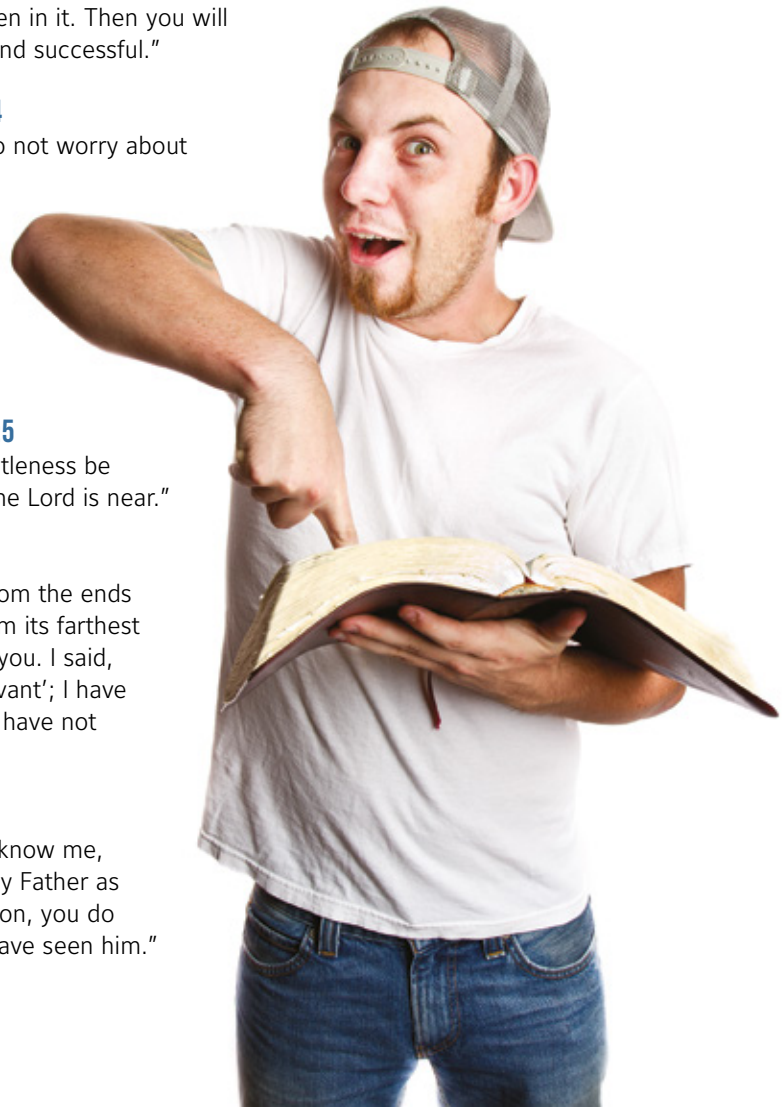 en in it. Then you will
nd successful.”
4
o not worry about
5
tleness be
he Lord is near.”
om the ends
m its farthest
you. I said,
vant’; I have
have not
know me,
y Father as
on, you do
ave seen him.”